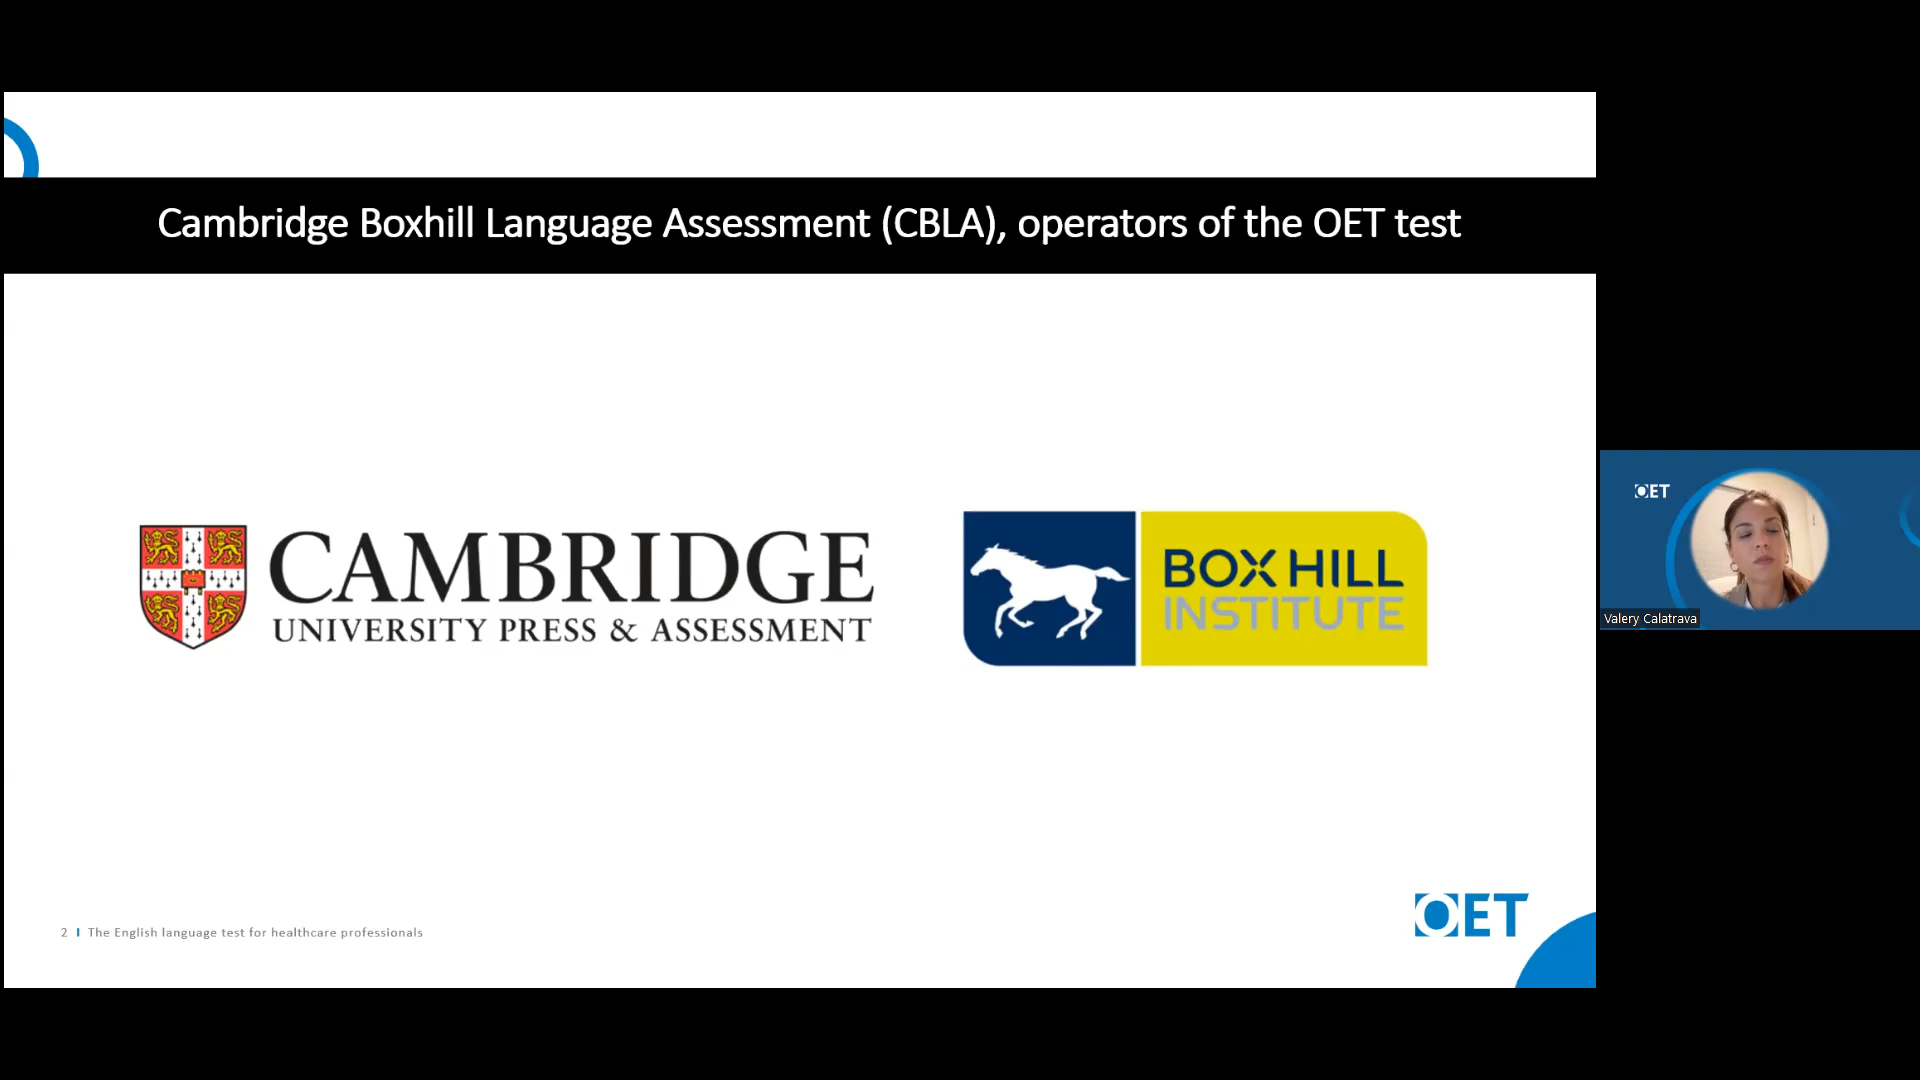 Cambridge Boxhill Language Assessment (CBLA), operators of the OET test
CAMBRIDGE
UNIVERSITY PRESS & ASSESSMENT
BOX HILL
INSTITUTE
OET
Valery Calatrava
2 The English language test for healthcare professionals
OET